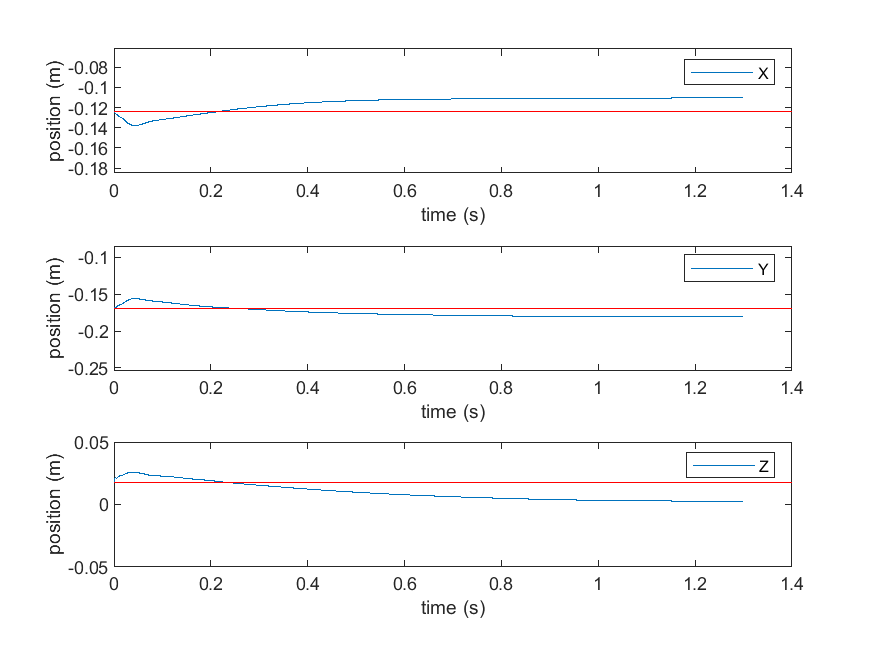 -0.08
-0.1
-0.12
-0.14
-0.16
-0.18
position (m)
X
0 0.2 0.4 0.6 0.8 1 1.2 1.4
time (s)
-0.1
-0.15
-0.2
-0.25
position (m)
Y
0 0.2 0.4 0.6 0.8 1 1.2 1.4
time (s)
0.05
0
-0.05
position (m)
Z
0 0.2 0.4 0.6 0.8 1 1.2 1.4
time (s)